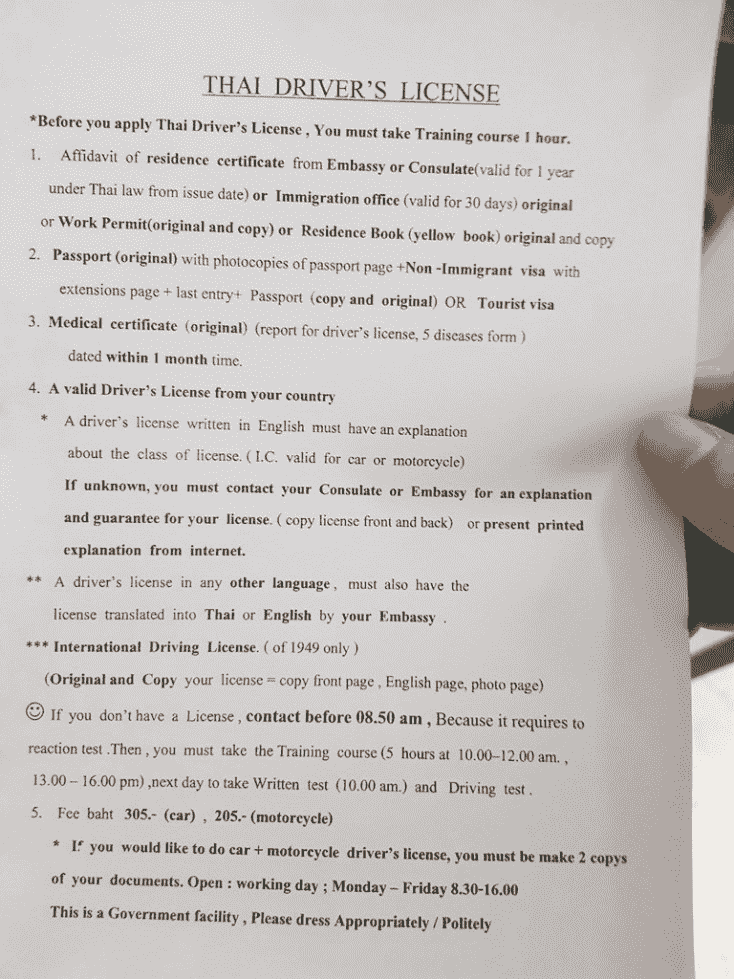 THAI DRIVER'S LICENSE
*Before you apply Thai Driver's License , You must take Training course 1 hour.
1. Affidavit of residence certificate from Embassy or Consulate(valid for 1 year
under Thai law from issue date) or Immigration office (valid for 30 days) original
or Work Permit(original and copy) or Residence Book (yellow book) original and copy
2. Passport (original) with photocopies of passport page +Non -Immigrant visa with
extensions page + last entry+ Passport (copy and original) OR Tourist visa
3. Medical certificate (original) (report for driver's license, 5 diseases form )
dated within 1 month time.
4. A valid Driver's License from your country
* A driver's license written in English must have an explanation
about the class of license. ( I.C. valid for car or motorcycle)
If unknown, you must contact your Consulate or Embassy for an explanation
and guarantee for your license. ( copy license front and back) or present printed
explanation from internet.
** A driver's license in any other language , must also have the
license translated into Thai or English by your Embassy .
*** International Driving License. ( of 1949 only )
(Original and Copy your license = copy front page , English page, photo page)
☺ If you don't have a License , contact before 08.50 am , Because it requires to
reaction test .Then , you must take the Training course (5 hours at 10.00–12.00 am. ,
13.00 – 16.00 pm) ,next day to take Written test (10.00 am.) and Driving test .
5. Fee baht 305.- (car) , 205.- (motorcycle)
* If you would like to do car + motorcycle driver's license, you must be make 2 copys
of your documents. Open : working day ; Monday – Friday 8.30-16.00
This is a Government facility , Please dress Appropriately / Politely